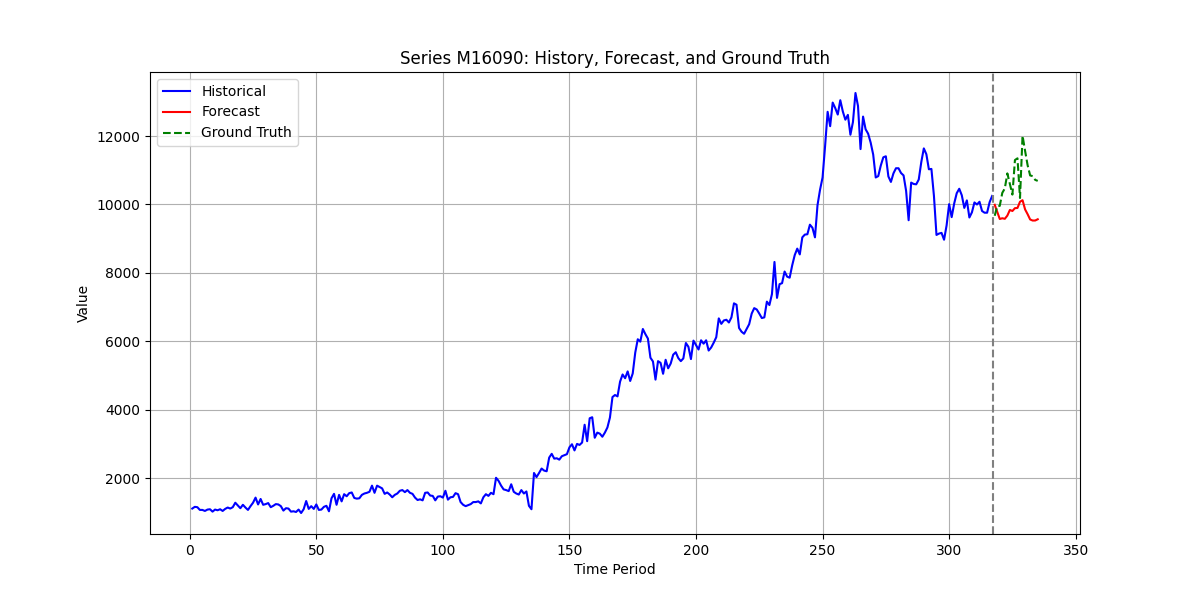 Series M16090: History, Forecast, and Ground Truth
Historical
Forecast
Ground Truth
12000
10000
8000
6000
4000
2000
Value
0 50 100 150 200 250 300 350
Time Period